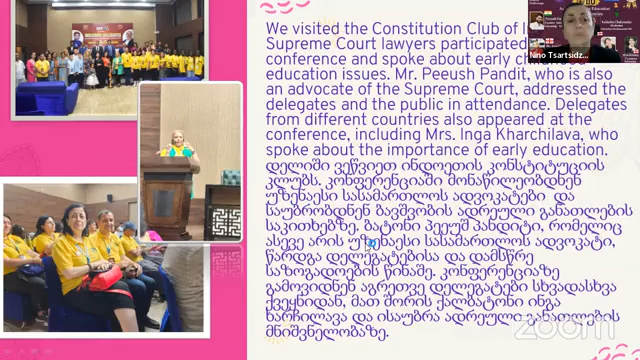 We visited the Constitution Club of
Supreme Court lawyers participated
conference and spoke about early
education issues. Mr. Peeush Pandit, who is also
an advocate of the Supreme Court, addressed the
delegates and the public in attendance. Delegates
from different countries also appeared at the
conference, including Mrs. Inga Kharchilava, who
spoke about the importance of early education.
დელიში ვეწვიეთ ინდოეთის კონსტიტუციის
კლუბს. კონფერენციაში მონაწილეობდნენ
უზენაესი სასამართლოს ადვოკატები და
საუბრობდნენ ბავშვობის ადრეული განათლების
საკითხებზე. ბატონი პეეუშ პანდიტი, რომელიც
ასევე არის უზენაესი სასამართლოს ადვოკატი,
წარდგა დელეგატებისა და დამსწრე
საზოგადოების წინაშე. კონფერენციაზე
გამოვიდნენ აგრეთვე დელეგატები სხვადასხვა
ქვეყნიდან, მათ შორის ქალბატონი ინგა
ხარჩილავა და ისაუბრა ადრეული განათლების
მნიშვნელობაზე.
Nino Tsartsidz...
zoom